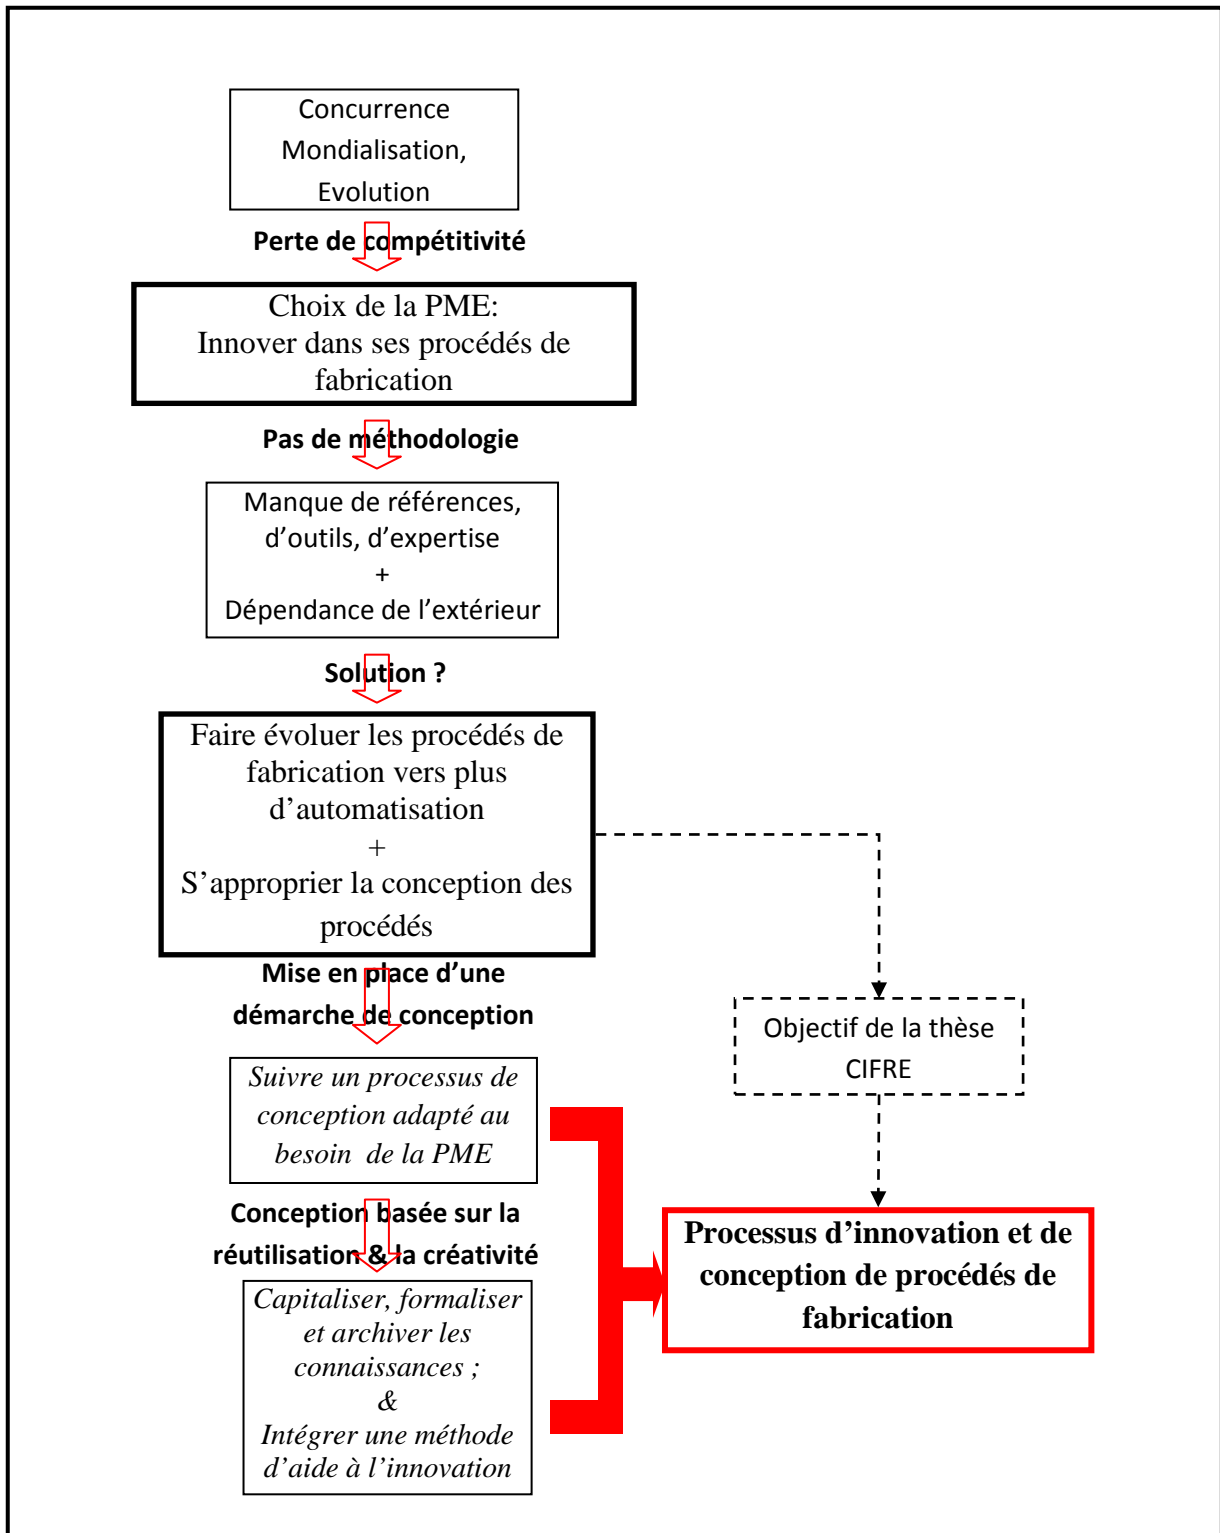 Concurrence
Mondialisation,
Evolution
Perte de compétitivité
Choix de la PME:
Innover dans ses procédés de
fabrication
Pas de méthodologie
Manque de références,
d’outils, d’expertise
+
Dépendance de l’extérieur
Solution ?
Faire évoluer les procédés de
fabrication vers plus
d’automatisation
+
S’approprier la conception des
procédés
Mise en place d’une
démarche de conception
Objectif de la thèse
CIFRE
Suivre un processus de
conception adapté au
besoin de la PME
Conception basée sur la
réutilisation & la créativité
Processus d’innovation et de
conception de procédés de
fabrication
Capitaliser, formaliser
et archiver les
connaissances ;
&
Intégrer une méthode
d’aide à l’innovation